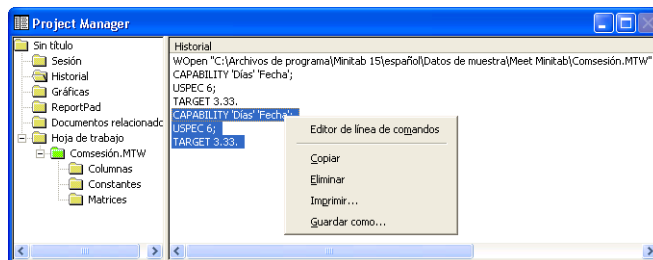 Project Manager
Sin título
Sesión
Historial
Gráficas
ReportPad
Documentos relacionadc
Hoja de trabajo
Comsesión.MTW
Columnas
Constantes
Matrices
Historial
WOpen "C:\Archivos de programa\Minitab 15\español\Datos de muestra\Meet Minitab\Comsesión.MTW"
CAPABILITY 'Días' 'Fecha';
USPEC 6;
TARGET 3.33.
CAPABILITY 'Días' 'Fecha';
USPEC 6;
TARGET 3.33.
Editor de línea de comandos
Copiar
Eliminar
Imprimir...
Guardar como...